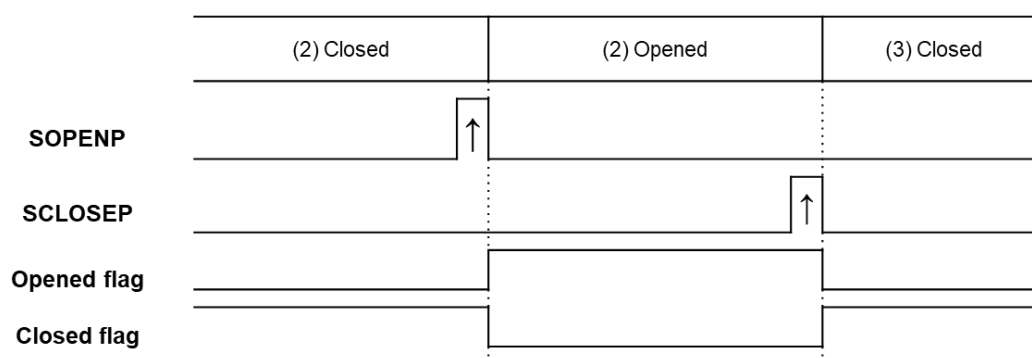 (2) Closed
(2) Opened
(3) Closed
SOPENP
↑
SCLOSEP
↑
Opened flag
Closed flag